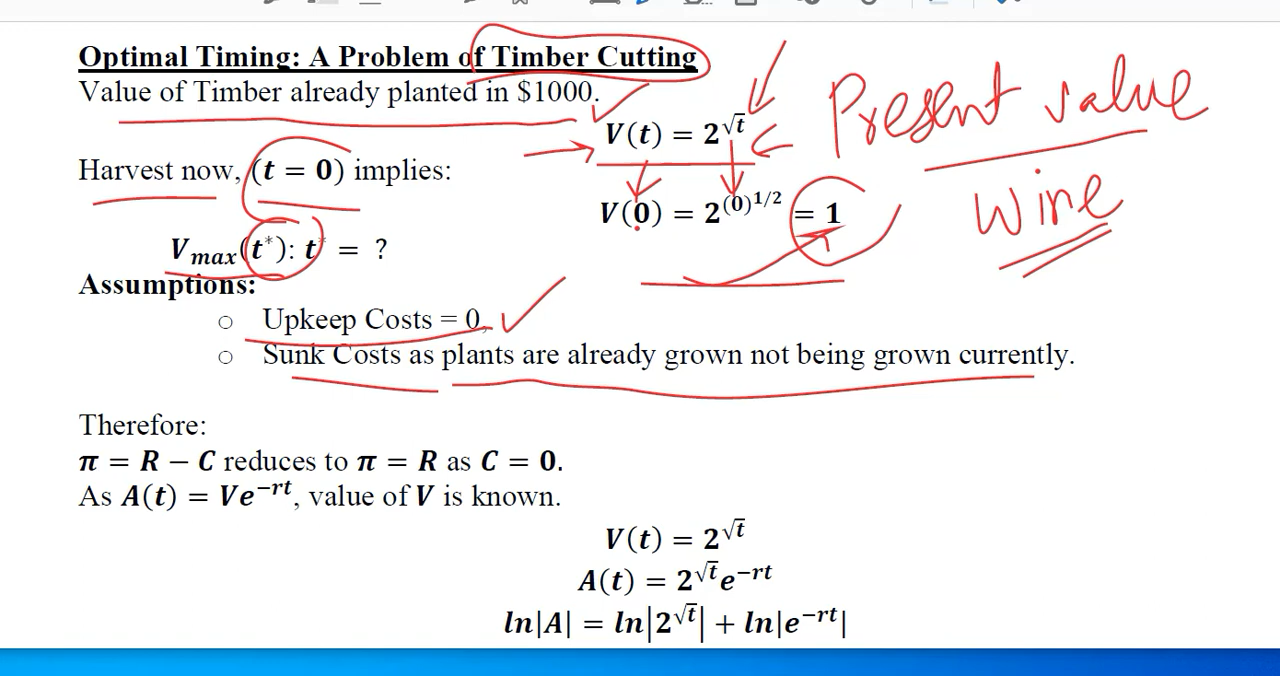 Optimal Timing: A Problem of Timber Cutting
Value of Timber already planted in $1000.
V(t) = 2^√t
Present value
Harvest now, (t = 0) implies:
V(0) = 2^(0)^1/2 = 1
Wine
V_max(t*): t* = ?
Assumptions:
○ Upkeep Costs = 0,
○ Sunk Costs as plants are already grown not being grown currently.
Therefore:
π = R − C reduces to π = R as C = 0.
As A(t) = Ve^−rt, value of V is known.
V(t) = 2^√t
A(t) = 2^√t e^−rt
ln|A| = ln|2^√t| + ln|e^−rt|